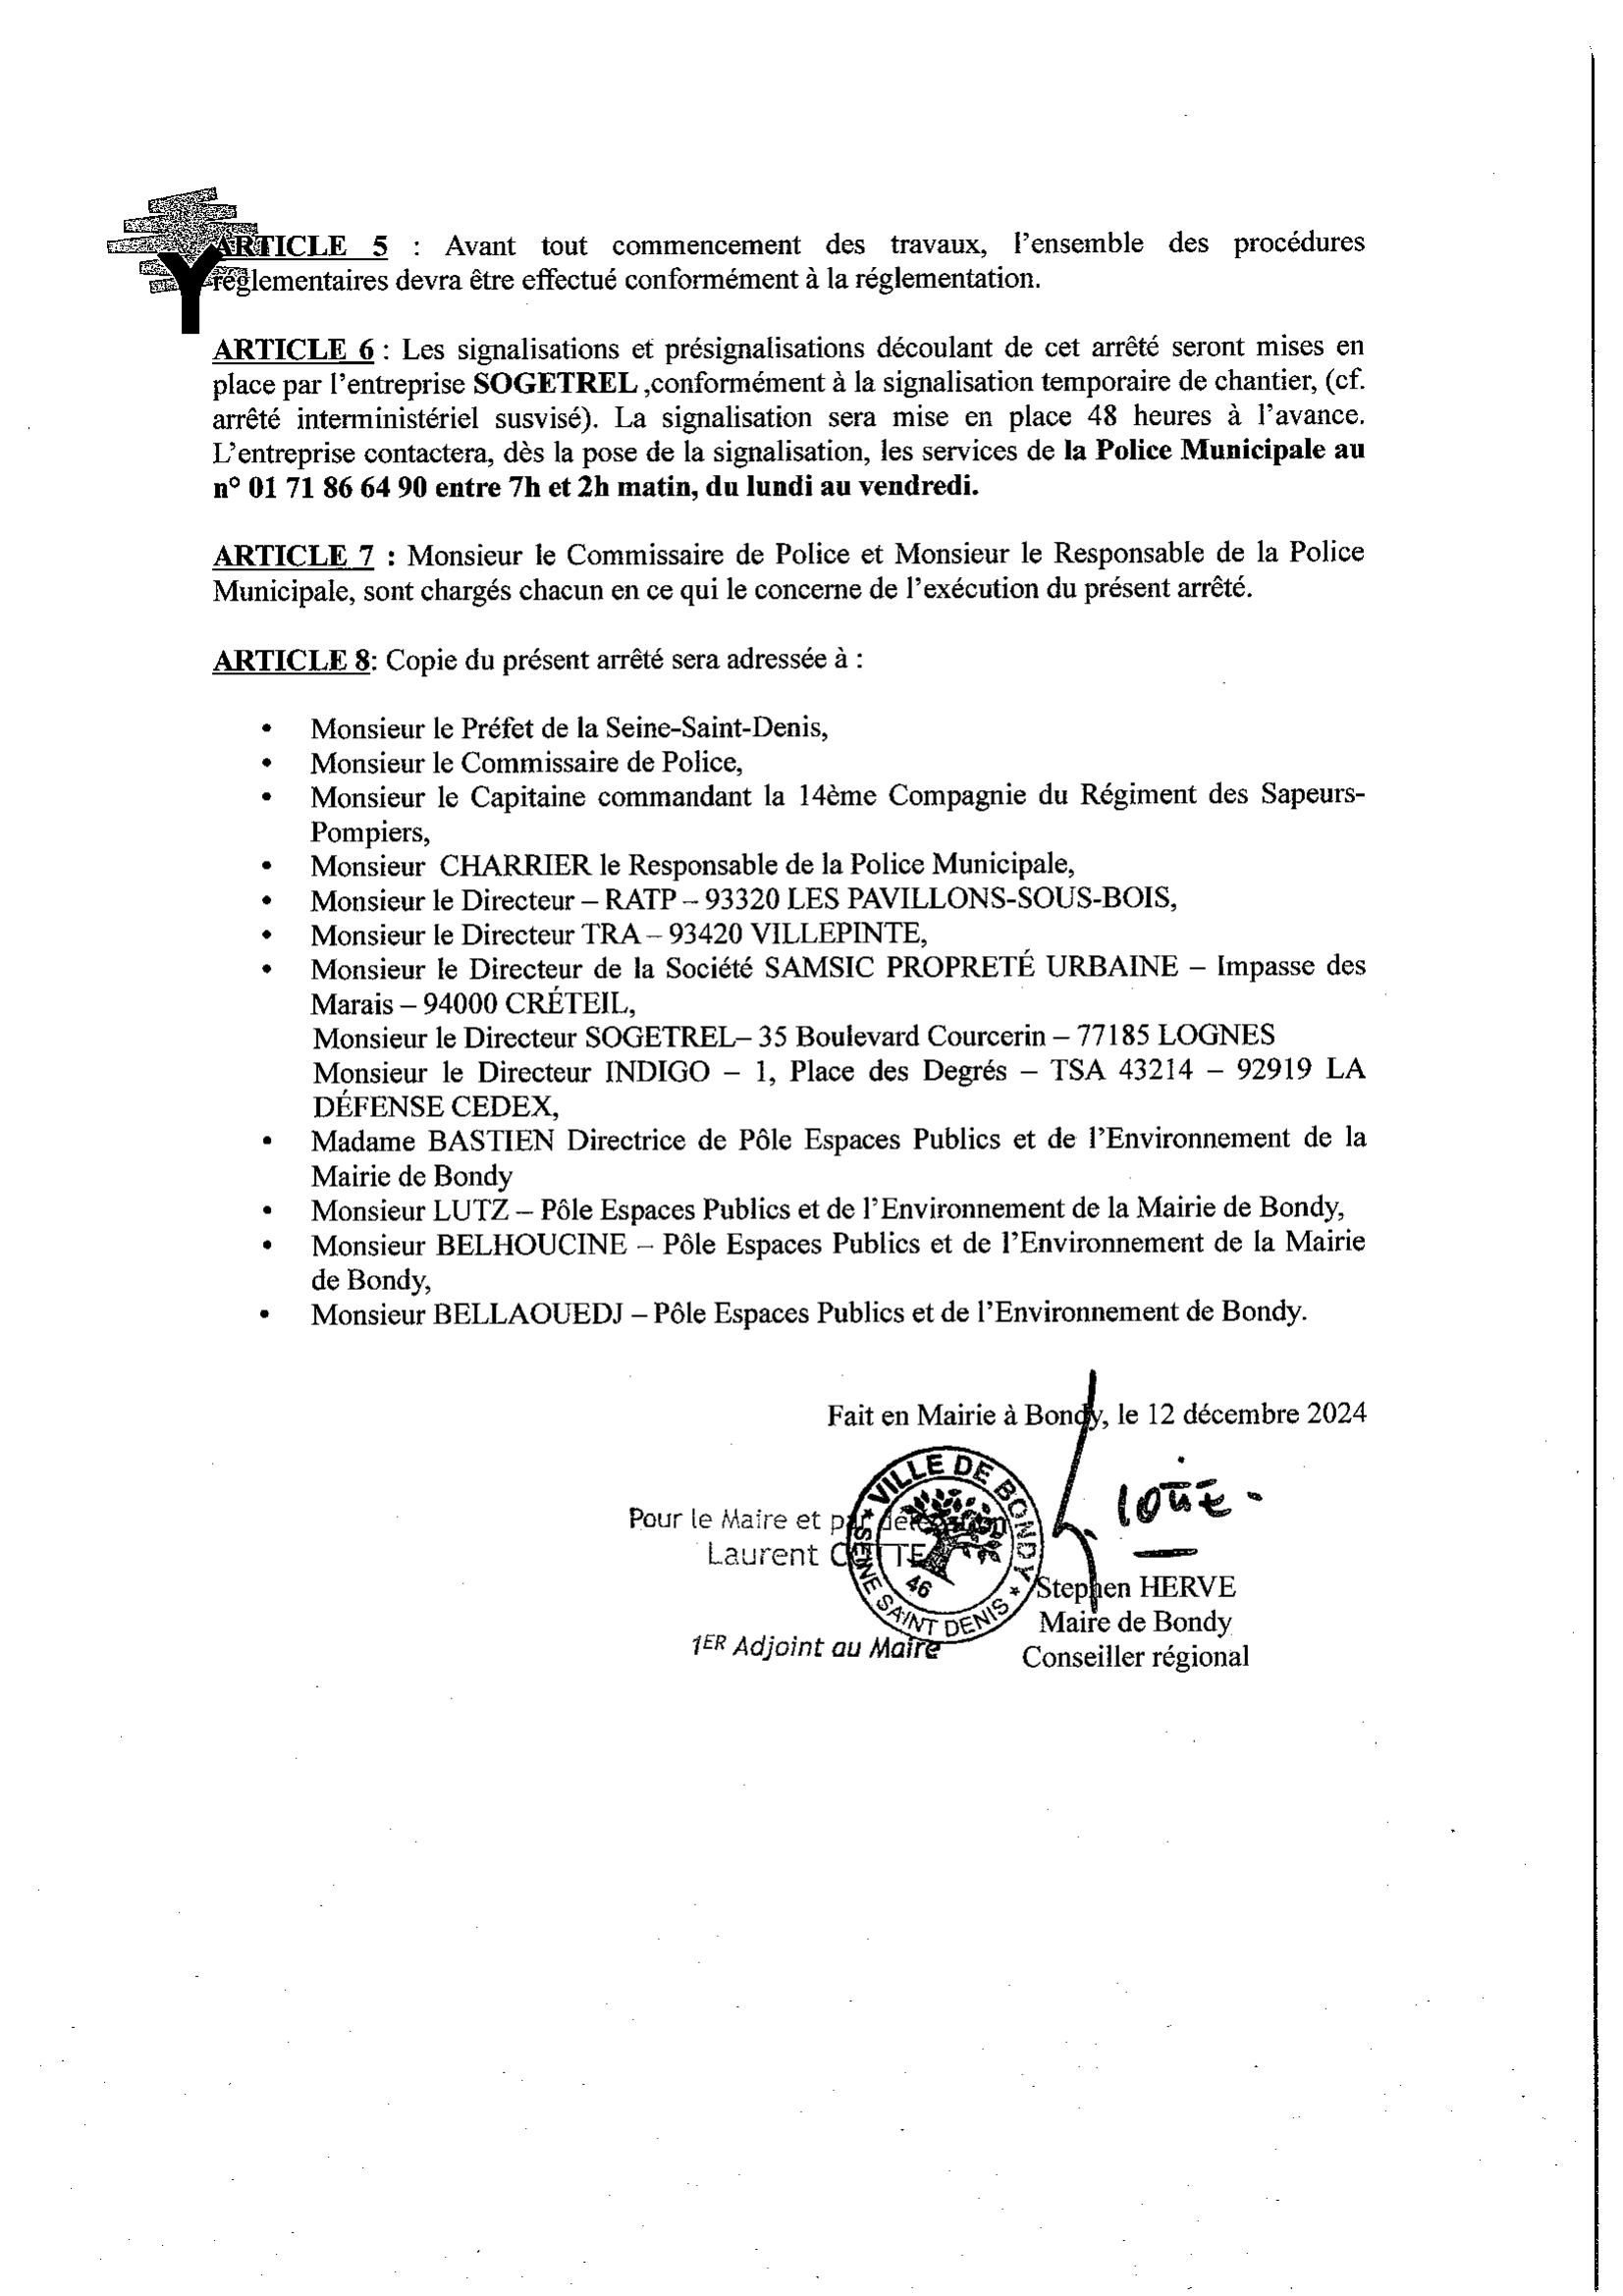 ARTICLE 5 : Avant tout commencement des travaux, l'ensemble des procédures
réglementaires devra être effectué conformément à la réglementation.
ARTICLE 6 : Les signalisations et présignalisations découlant de cet arrêté seront mises en
place par l'entreprise SOGETREL ,conformément à la signalisation temporaire de chantier, (cf.
arrêté interministériel susvisé). La signalisation sera mise en place 48 heures à l'avance.
L'entreprise contactera, dès la pose de la signalisation, les services de la Police Municipale au
n° 01 71 86 64 90 entre 7h et 2h matin, du lundi au vendredi.
ARTICLE 7 : Monsieur le Commissaire de Police et Monsieur le Responsable de la Police
Municipale, sont chargés chacun en ce qui le concerne de l'exécution du présent arrêté.
ARTICLE 8: Copie du présent arrêté sera adressée à :
• Monsieur le Préfet de la Seine-Saint-Denis,
• Monsieur le Commissaire de Police,
• Monsieur le Capitaine commandant la 14ème Compagnie du Régiment des Sapeurs-
Pompiers,
• Monsieur CHARRIER le Responsable de la Police Municipale,
• Monsieur le Directeur – RATP – 93320 LES PAVILLONS-SOUS-BOIS,
• Monsieur le Directeur TRA – 93420 VILLEPINTE,
• Monsieur le Directeur de la Société SAMSIC PROPRETÉ URBAINE – Impasse des
Marais – 94000 CRÉTEIL,
Monsieur le Directeur SOGETREL– 35 Boulevard Courcerin – 77185 LOGNES
Monsieur le Directeur INDIGO – 1, Place des Degrés – TSA 43214 – 92919 LA
DÉFENSE CEDEX,
• Madame BASTIEN Directrice de Pôle Espaces Publics et de l'Environnement de la
Mairie de Bondy
• Monsieur LUTZ – Pôle Espaces Publics et de l'Environnement de la Mairie de Bondy,
• Monsieur BELHOUCINE – Pôle Espaces Publics et de l'Environnement de la Mairie
de Bondy,
• Monsieur BELLAOUEDJ – Pôle Espaces Publics et de l'Environnement de Bondy.
Fait en Mairie à Bondy, le 12 décembre 2024
VILLE DE BONDY
SEINE SAINT DENIS
46
Pour le Maire et par délégation
Laurent
1ER Adjoint au Maire
Stephen HERVE
Maire de Bondy
Conseiller régional